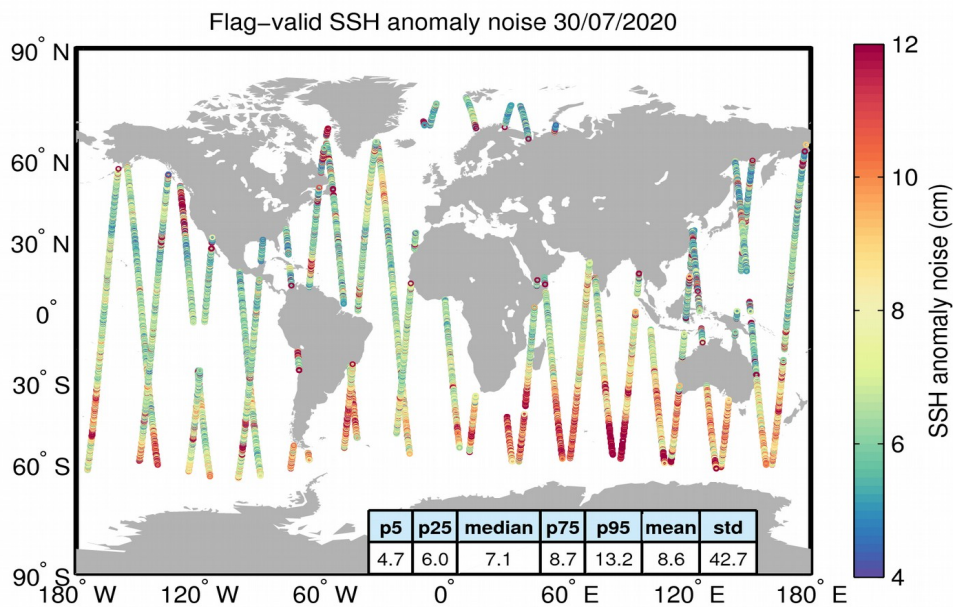 Flag−valid SSH anomaly noise 30/07/2020
90° N
60° N
30° N
0°
30° S
60° S
90° S
180° W
120° W
60° W
0°
60° E
120° E
180° E
p5 p25 median p75 p95 mean std
4.7 6.0 7.1 8.7 13.2 8.6 42.7
12
10
8
6
4
SSH anomaly noise (cm)